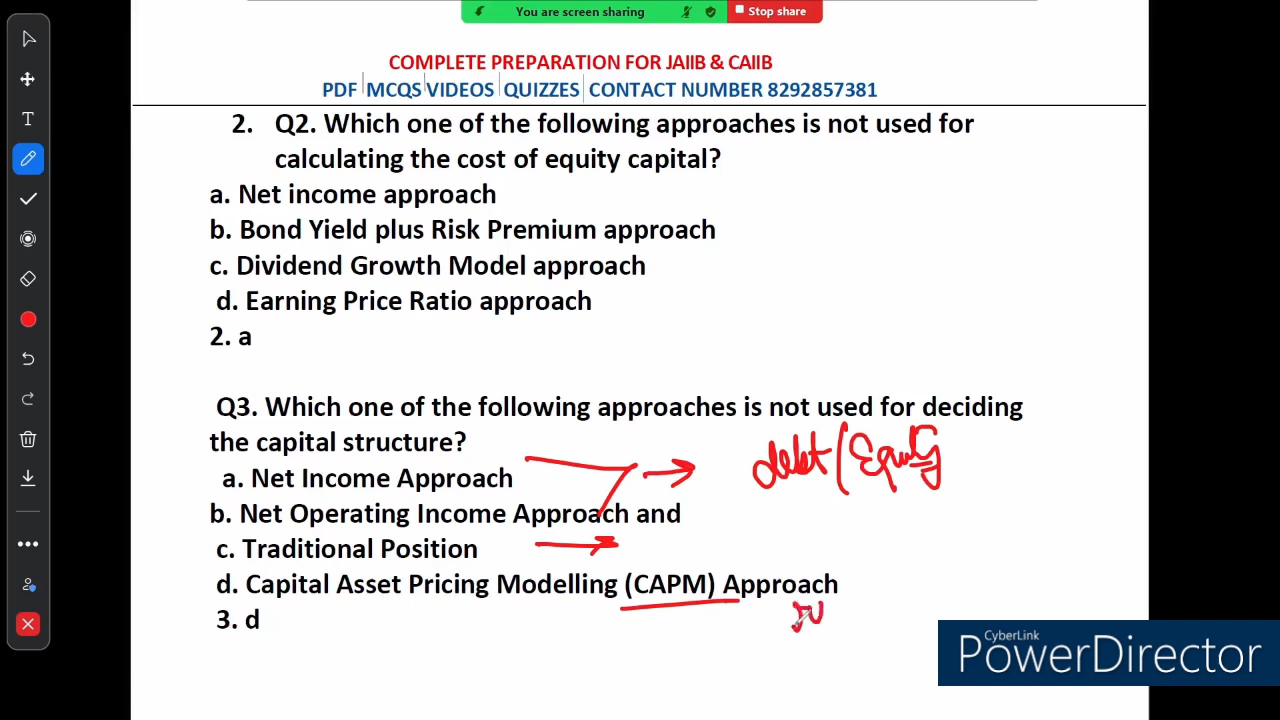 You are screen sharing
Stop share
COMPLETE PREPARATION FOR JAIIB & CAIIB
PDF MCQS VIDEOS QUIZZES CONTACT NUMBER 8292857381
2. Q2. Which one of the following approaches is not used for
calculating the cost of equity capital?
a. Net income approach
b. Bond Yield plus Risk Premium approach
c. Dividend Growth Model approach
d. Earning Price Ratio approach
2. a
Q3. Which one of the following approaches is not used for deciding
the capital structure?
debt/Equity
a. Net Income Approach
b. Net Operating Income Approach and
c. Traditional Position
d. Capital Asset Pricing Modelling (CAPM) Approach
3. d
CyberLink
PowerDirector
T